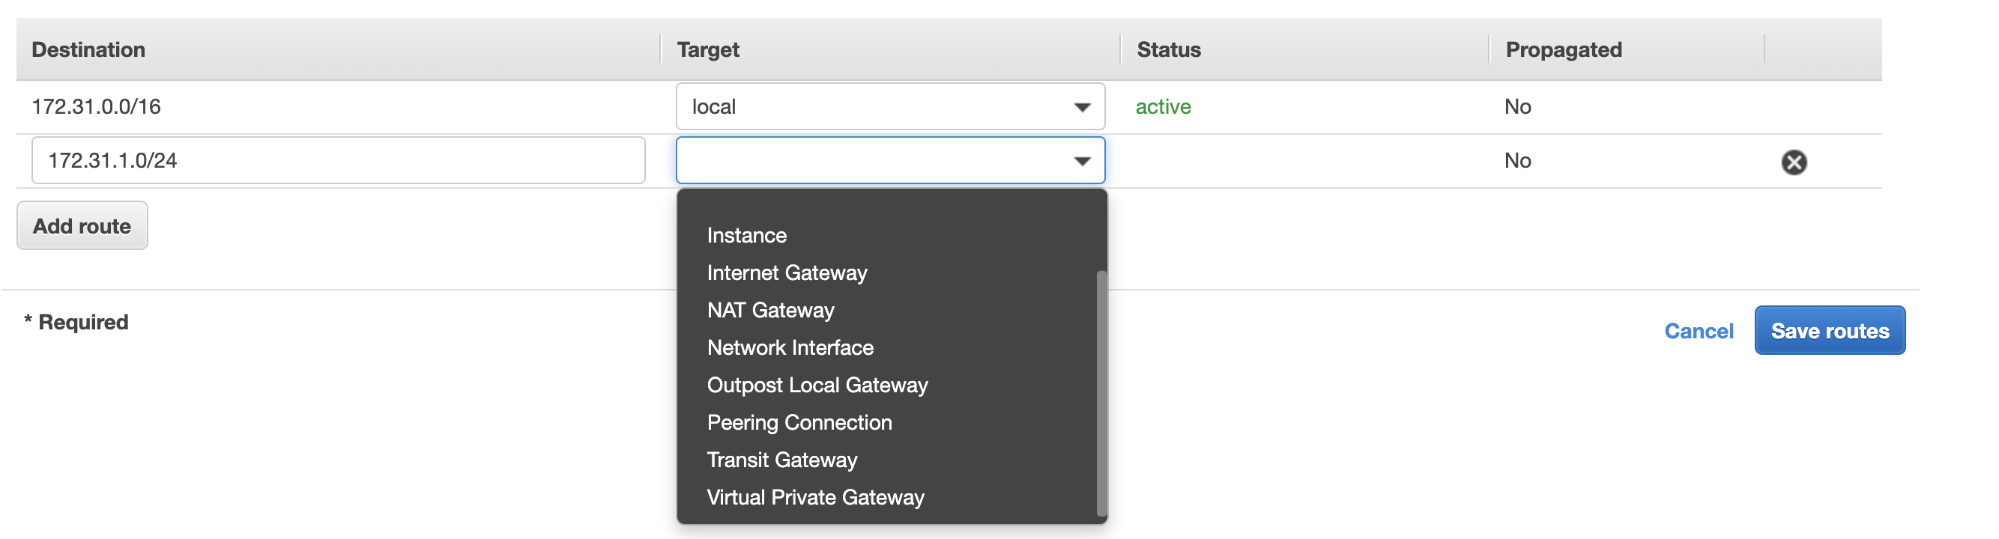 Destination Target Status Propagated
172.31.0.0/16 local active No
172.31.1.0/24 No
Add route
Instance
Internet Gateway
NAT Gateway
Network Interface
Outpost Local Gateway
Peering Connection
Transit Gateway
Virtual Private Gateway
* Required
Cancel Save routes